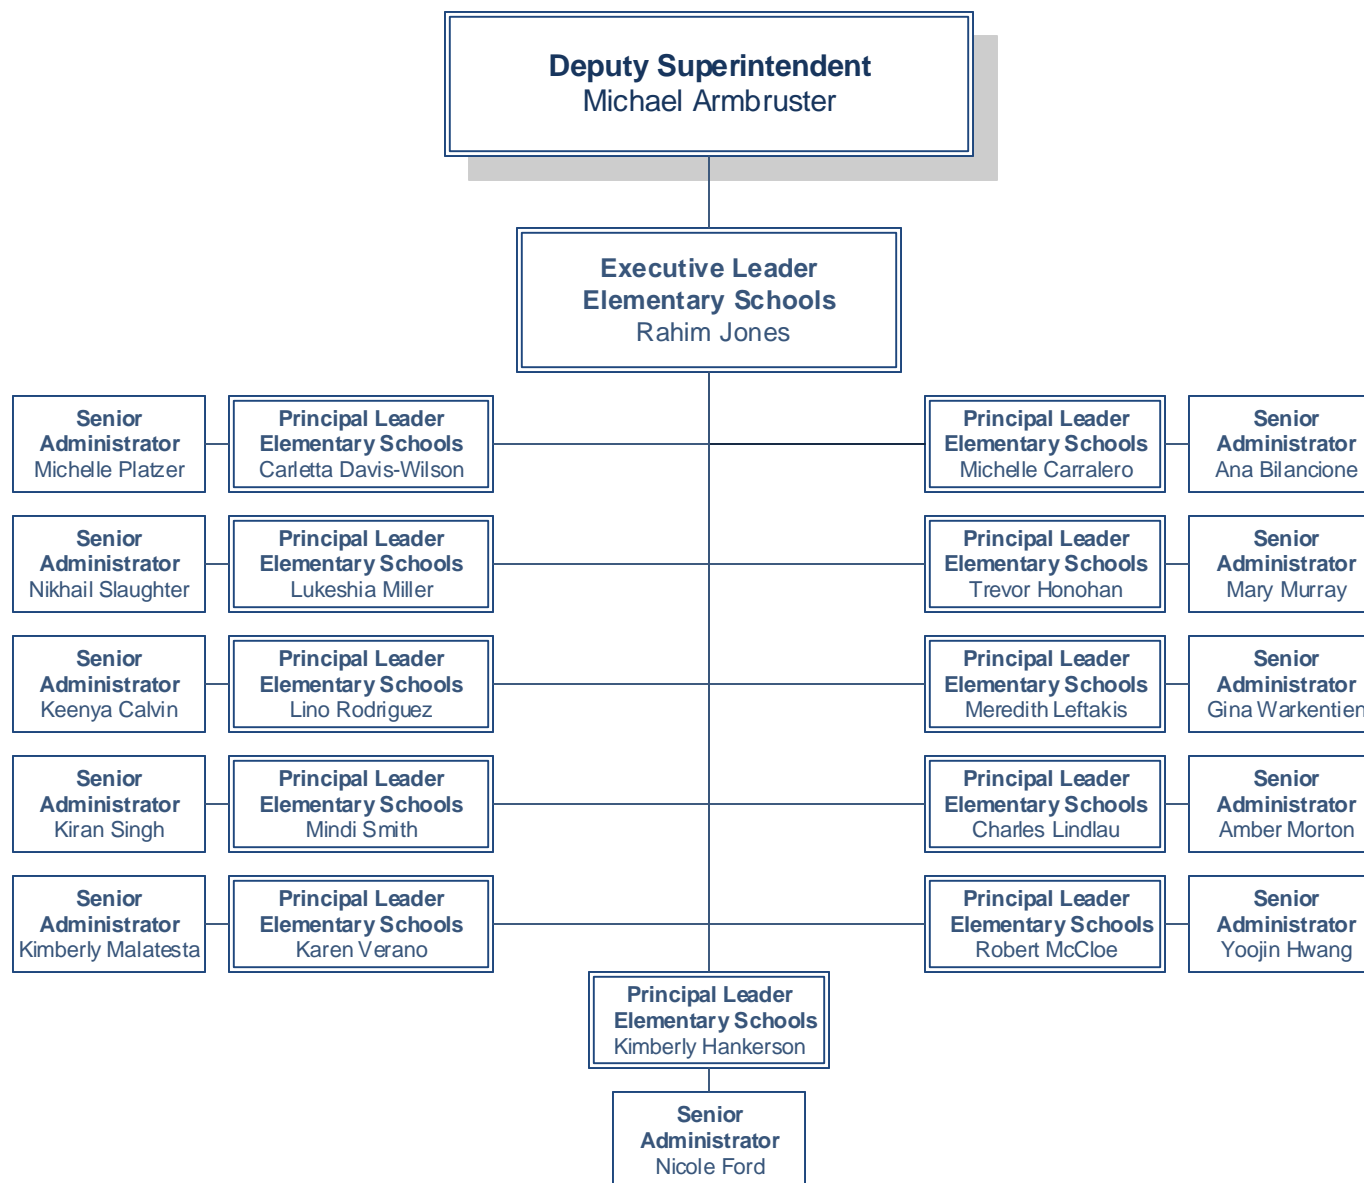 Deputy Superintendent
Michael Armbruster
Executive Leader
Elementary Schools
Rahim Jones
Senior
Administrator
Michelle Platzer
Principal Leader
Elementary Schools
Carletta Davis-Wilson
Principal Leader
Elementary Schools
Michelle Carralero
Senior
Administrator
Ana Bilancione
Senior
Administrator
Nikhail Slaughter
Principal Leader
Elementary Schools
Lukeshia Miller
Principal Leader
Elementary Schools
Trevor Honohan
Senior
Administrator
Mary Murray
Senior
Administrator
Keenya Calvin
Principal Leader
Elementary Schools
Lino Rodriguez
Principal Leader
Elementary Schools
Meredith Leftakis
Senior
Administrator
Gina Warkentien
Senior
Administrator
Kiran Singh
Principal Leader
Elementary Schools
Mindi Smith
Principal Leader
Elementary Schools
Charles Lindlau
Senior
Administrator
Amber Morton
Senior
Administrator
Kimberly Malatesta
Principal Leader
Elementary Schools
Karen Verano
Principal Leader
Elementary Schools
Robert McCloe
Senior
Administrator
Yoojin Hwang
Principal Leader
Elementary Schools
Kimberly Hankerson
Senior
Administrator
Nicole Ford